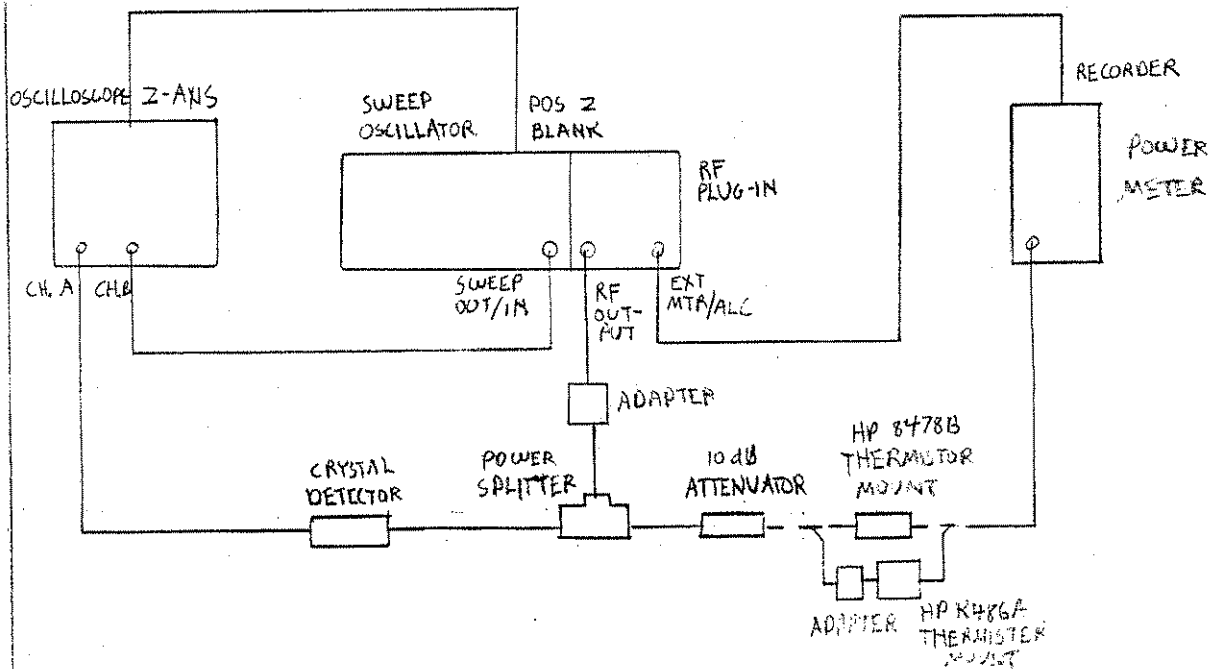 OSCILLOSCOPE Z-AXIS
SWEEP
OSCILLATOR
POS Z
BLANK
RF
PLUG-IN
RECORDER
POWER
METER
CH. A
CH.B
SWEEP
OUT/IN
RF
OUT-
PUT
EXT
MTR/ALC
ADAPTER
CRYSTAL
DETECTOR
POWER
SPLITTER
10 dB
ATTENUATOR
HP 8478B
THERMISTOR
MOUNT
ADAPTER
HP K486A
THERMISTER
MOUNT